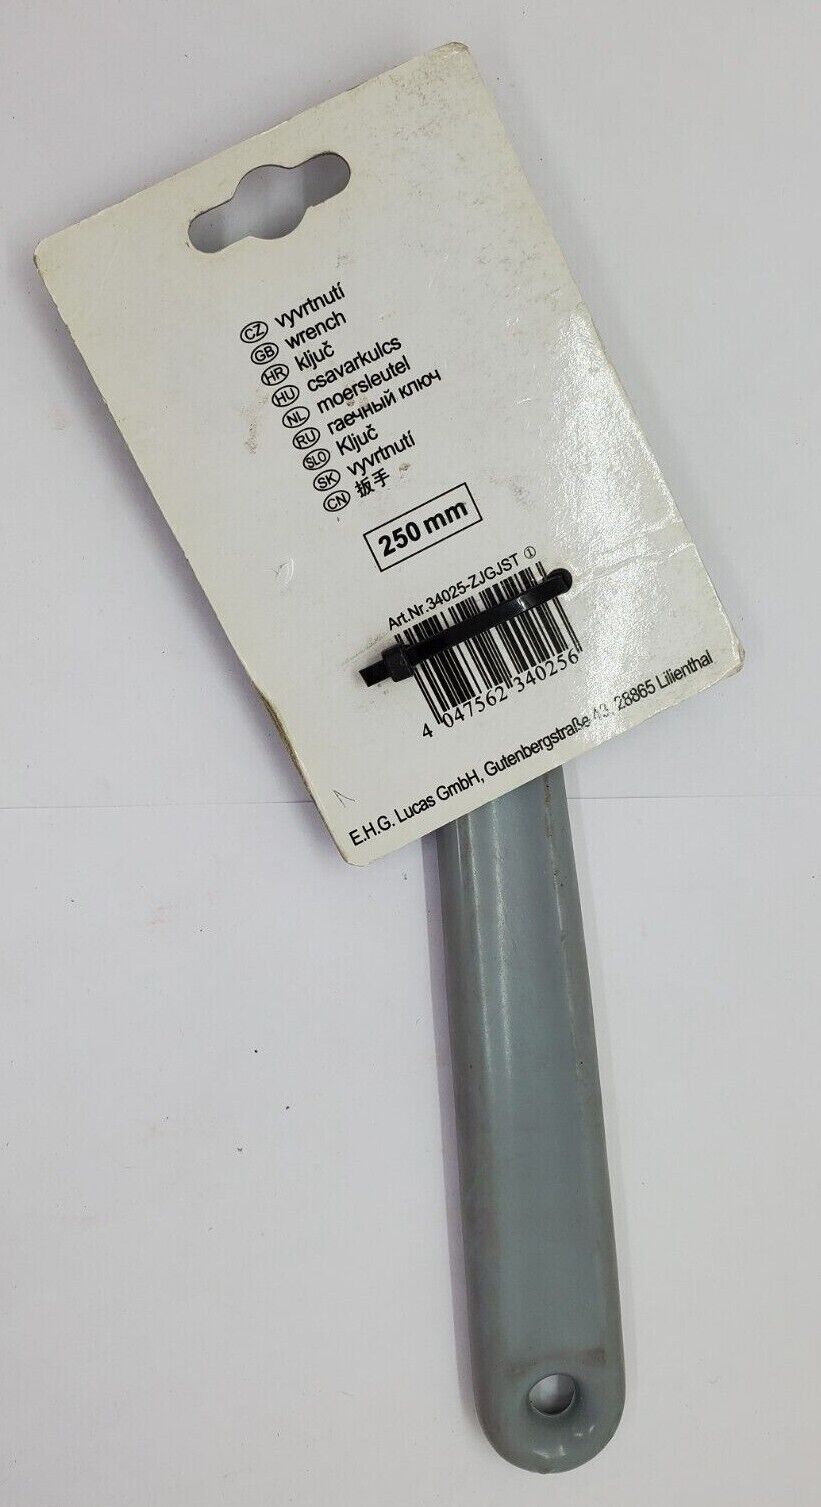 CZ vyvrtnutí
GB wrench
HR ključ
HU csavarkulcs
NL moersleutel
RU гаечный ключ
SLO Ključ
SK vyvrtnutí
CN 扳手
250 mm
Art.Nr.34025-ZJGJST ①
4 047562 340256
E.H.G. Lucas GmbH, Gutenbergstraße 43, 28865 Lilienthal